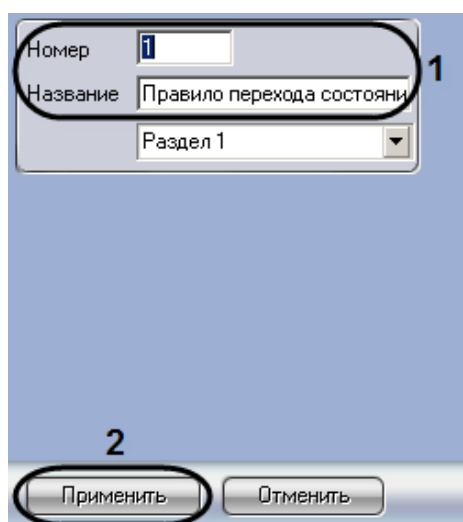 Номер 1
1
Название Правило перехода состояни
Раздел 1
2
Применить Отменить